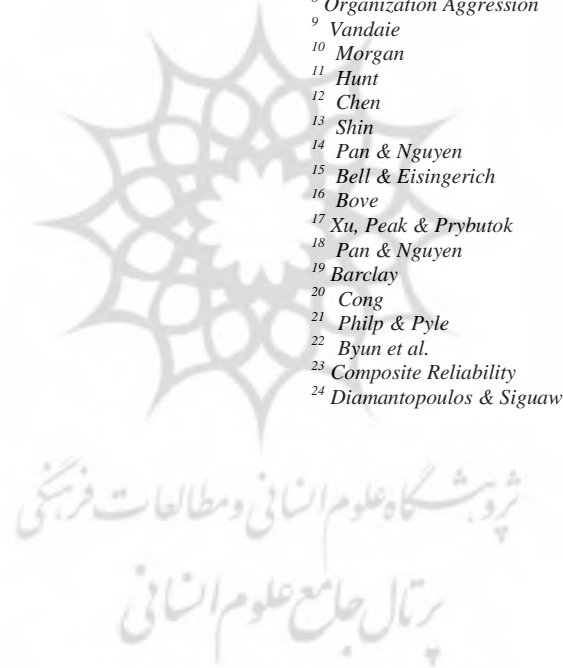 8 Organization Aggression
9 Vandaie
10 Morgan
11 Hunt
12 Chen
13 Shin
14 Pan & Nguyen
15 Bell & Eisingerich
16 Bove
17 Xu, Peak & Prybutok
18 Pan & Nguyen
19 Barclay
20 Cong
21 Philp & Pyle
22 Byun et al.
23 Composite Reliability
24 Diamantopoulos & Siguaw
پژوهشگاه علوم انسانی و مطالعات فرهنگی
پرتال جامع علوم انسانی